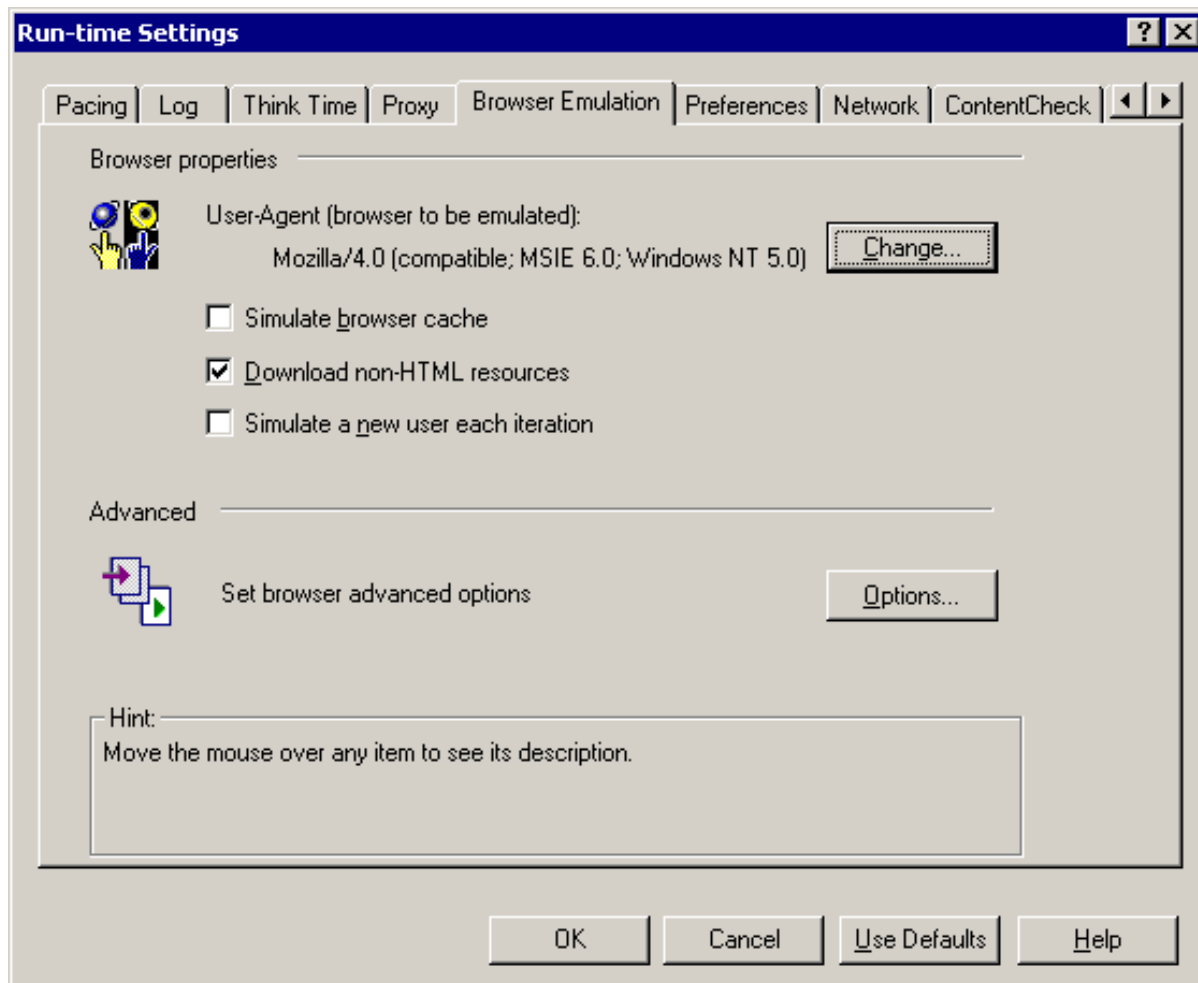 Run-time Settings
Pacing Log Think Time Proxy Browser Emulation Preferences Network ContentCheck
Browser properties
User-Agent (browser to be emulated):
Mozilla/4.0 (compatible; MSIE 6.0; Windows NT 5.0) Change...
Simulate browser cache
Download non-HTML resources
Simulate a new user each iteration
Advanced
Set browser advanced options Options...
Hint:
Move the mouse over any item to see its description.
OK Cancel Use Defaults Help